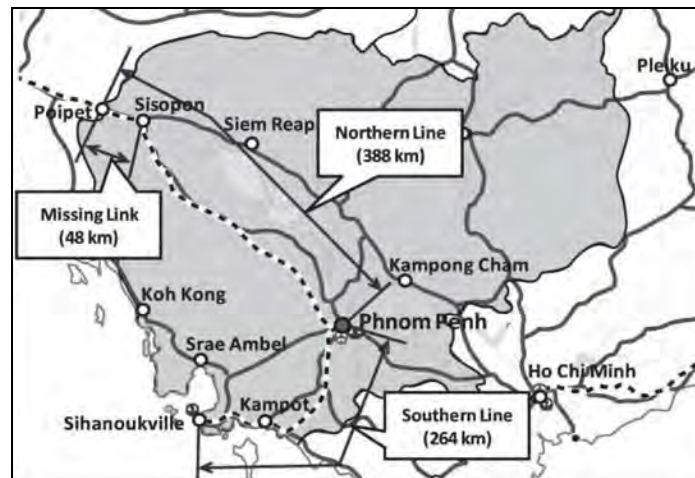 Pleiku
Poipet
Sisopon
Siem Reap
Northern Line
(388 km)
Missing Link
(48 km)
Kampong Cham
Koh Kong
Phnom Penh
Srae Ambel
Ho Chi Minh
Sihanoukville
Kampot
Southern Line
(264 km)